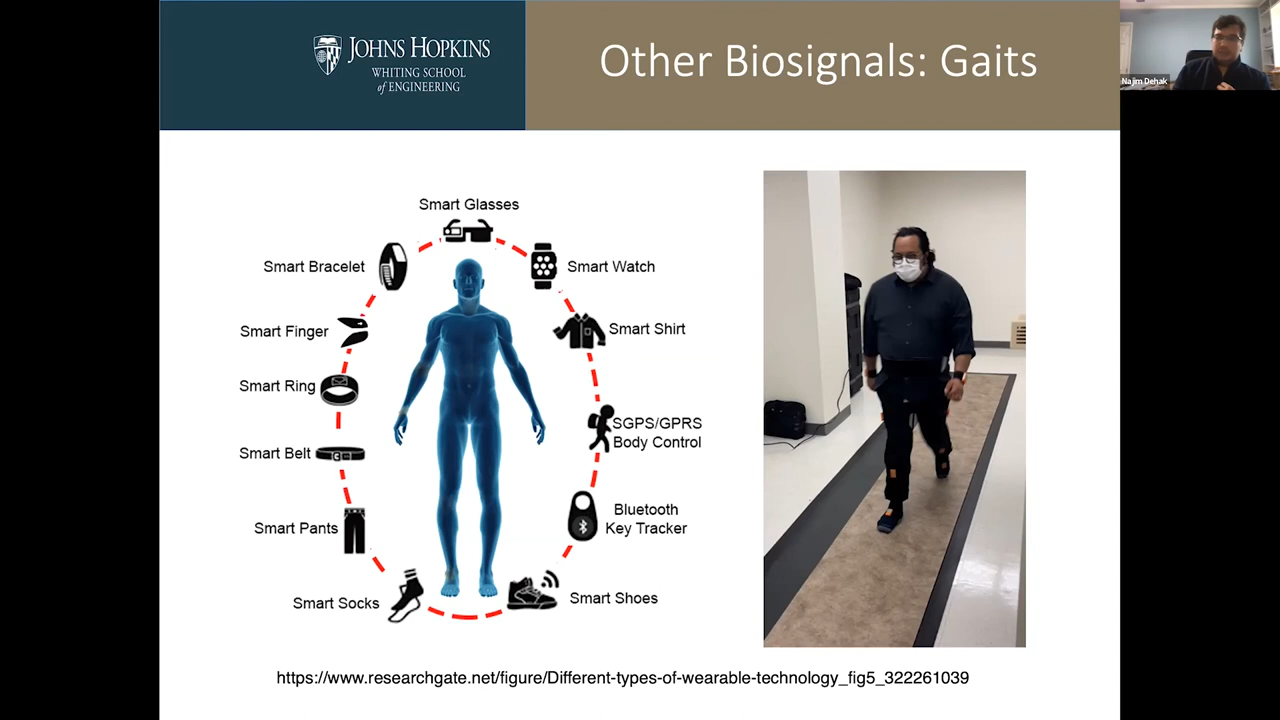 JOHNS HOPKINS
WHITING SCHOOL
of ENGINEERING
Other Biosignals: Gaits
Najim Dehak
Smart Glasses
Smart Bracelet
Smart Watch
Smart Finger
Smart Shirt
Smart Ring
SGPS/GPRS
Body Control
Smart Belt
Bluetooth
Key Tracker
Smart Pants
Smart Socks
Smart Shoes
https://www.researchgate.net/figure/Different-types-of-wearable-technology_fig5_322261039